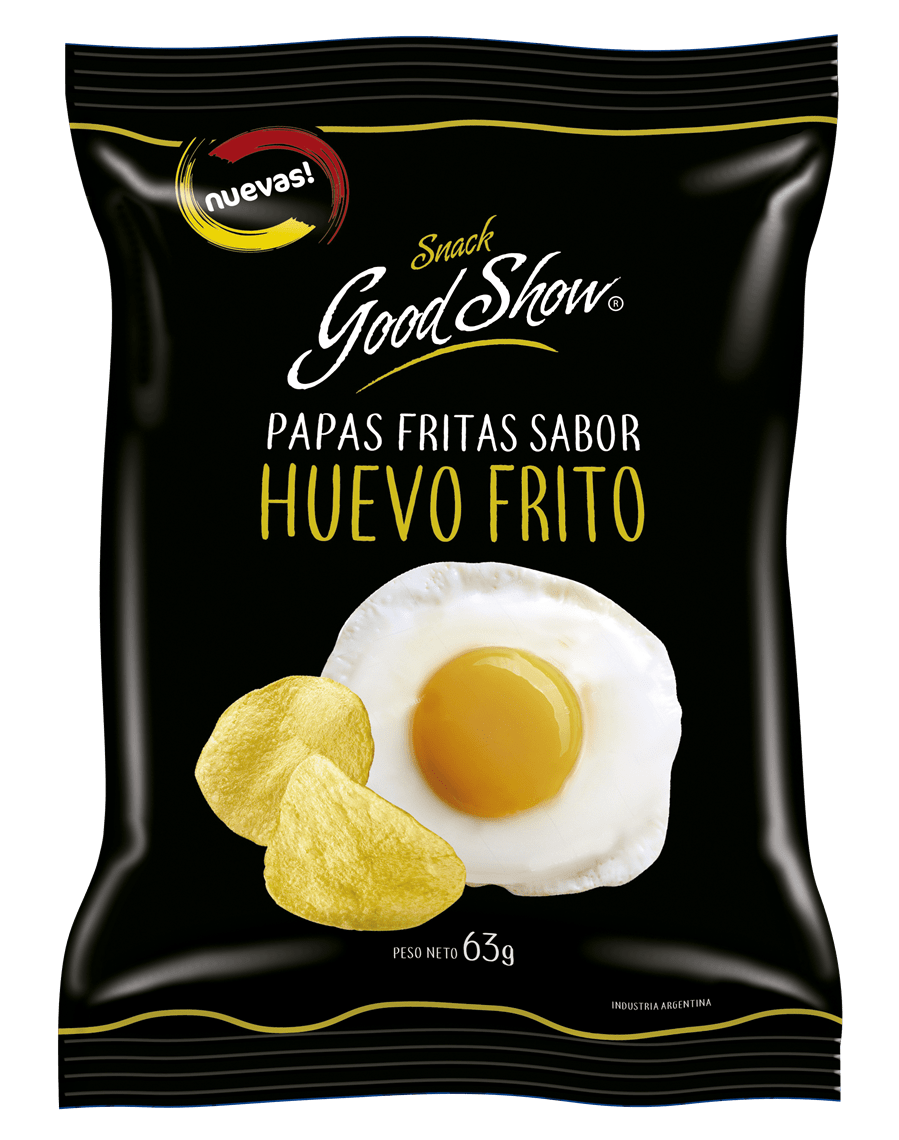 nuevas!
Snack
Good Show®
PAPAS FRITAS SABOR
HUEVO FRITO
PESO NETO 63g
INDUSTRIA ARGENTINA